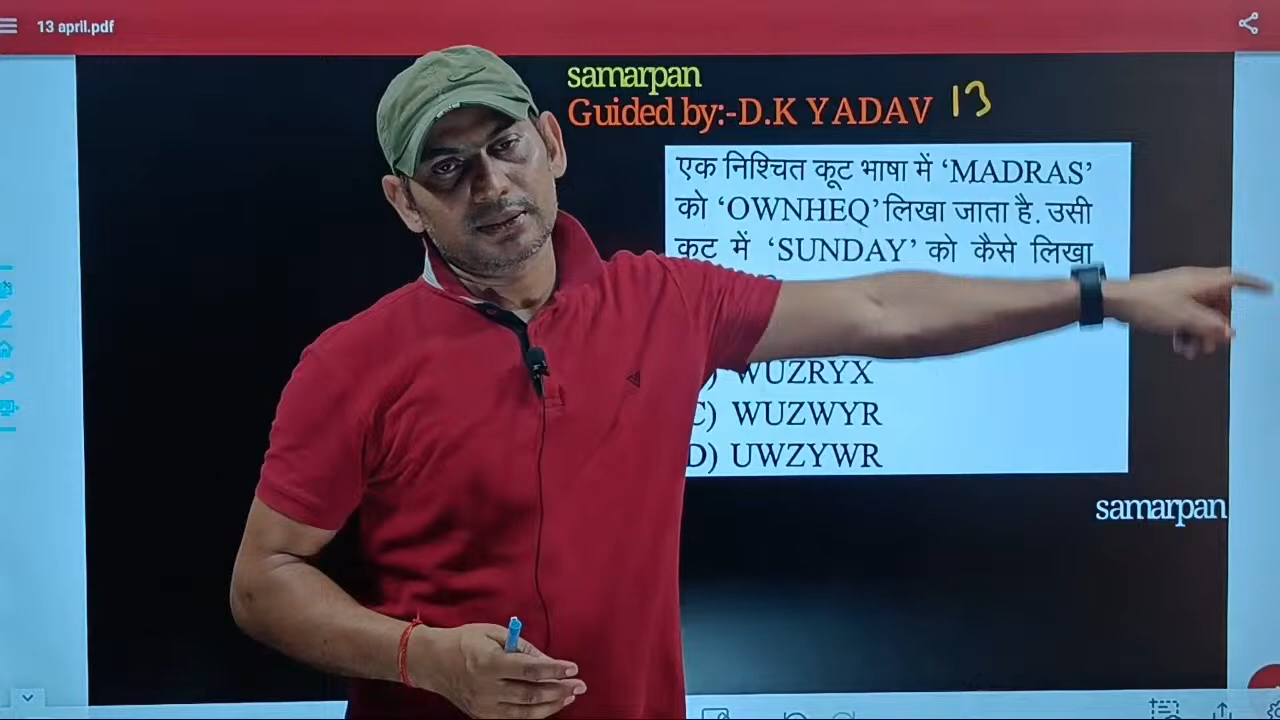 13 april.pdf
samarpan
Guided by:-D.K YADAV 13
एक निश्चित कूट भाषा में ‘MADRAS’
को ‘OWNHEQ’ लिखा जाता है. उसी
कूट में ‘SUNDAY’ को कैसे लिखा
) WUZRYX
C) WUZWYR
D) UWZYWR
samarpan